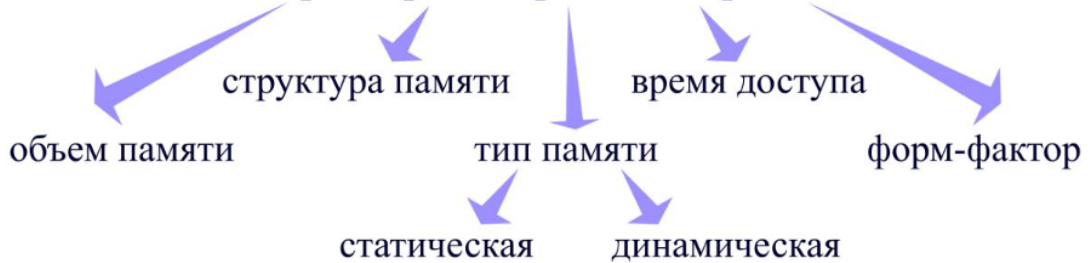 структура памяти время доступа
объем памяти тип памяти форм-фактор
статическая динамическая